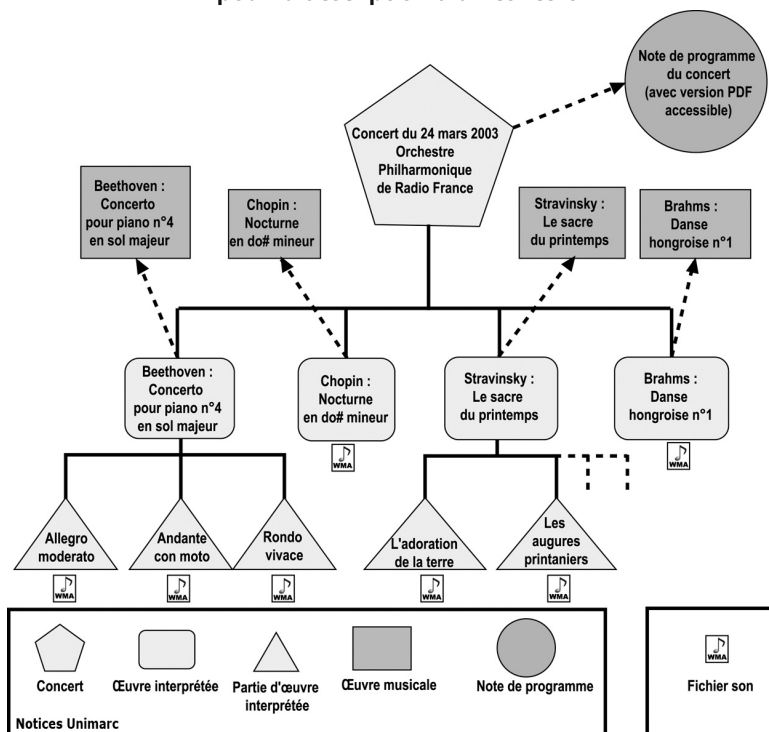 Note de programme
du concert
(avec version PDF
accessible)
Concert du 24 mars 2003
Orchestre
Philharmonique
de Radio France
Beethoven :
Concerto
pour piano n°4
en sol majeur
Chopin :
Nocturne
en do# mineur
Stravinsky :
Le sacre
du printemps
Brahms :
Danse
hongroise n°1
Beethoven :
Concerto
pour piano n°4
en sol majeur
Chopin :
Nocturne
en do# mineur
Stravinsky :
Le sacre
du printemps
Brahms :
Danse
hongroise n°1
WMA
WMA
Allegro
moderato
Andante
con moto
Rondo
vivace
L'adoration
de la terre
Les
augures
printaniers
WMA
WMA
WMA
WMA
WMA
Concert
Œuvre interprétée
Partie d'œuvre
interprétée
Œuvre musicale
Note de programme
Notices Unimarc
WMA
Fichier son